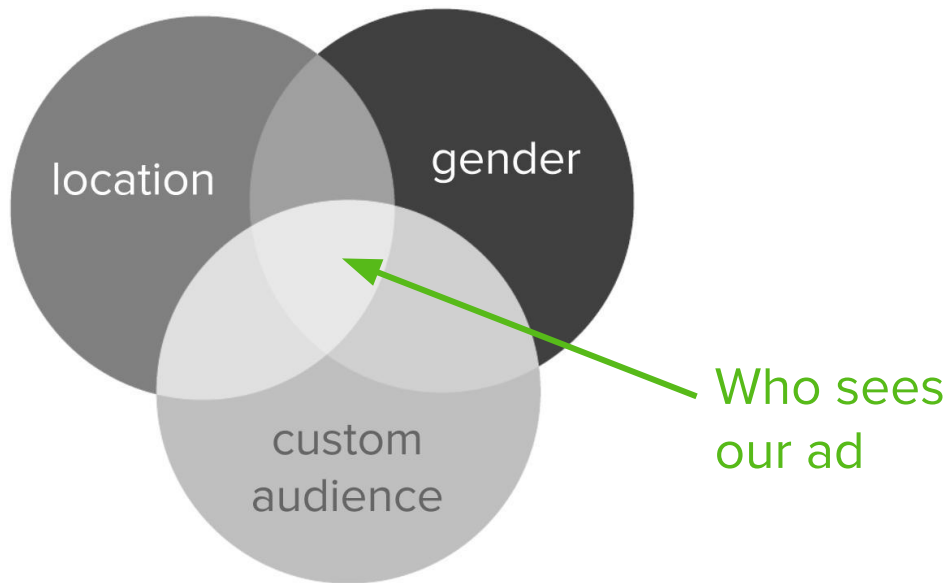 location
gender
custom
audience
Who sees
our ad